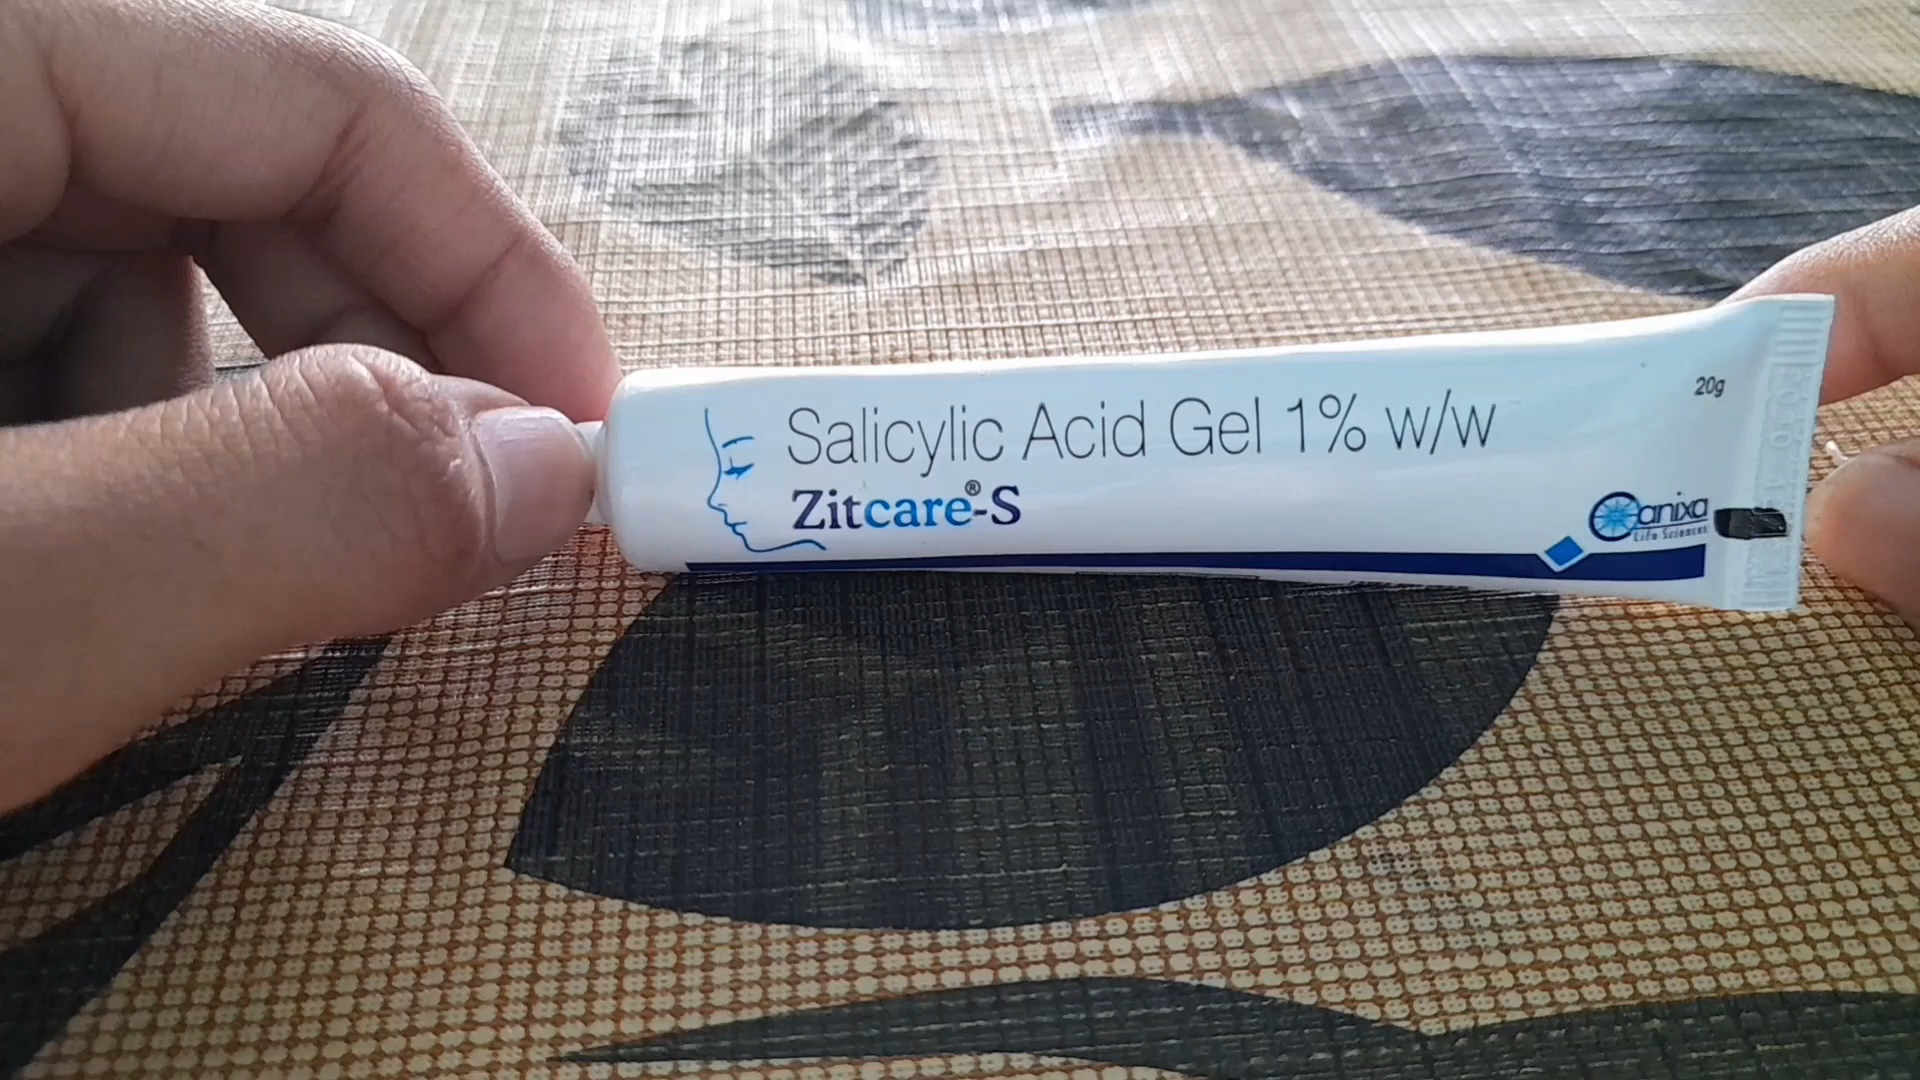 Salicylic Acid Gel 1% w/w
Zitcare®-S
20g
Canixa
Life Sciences